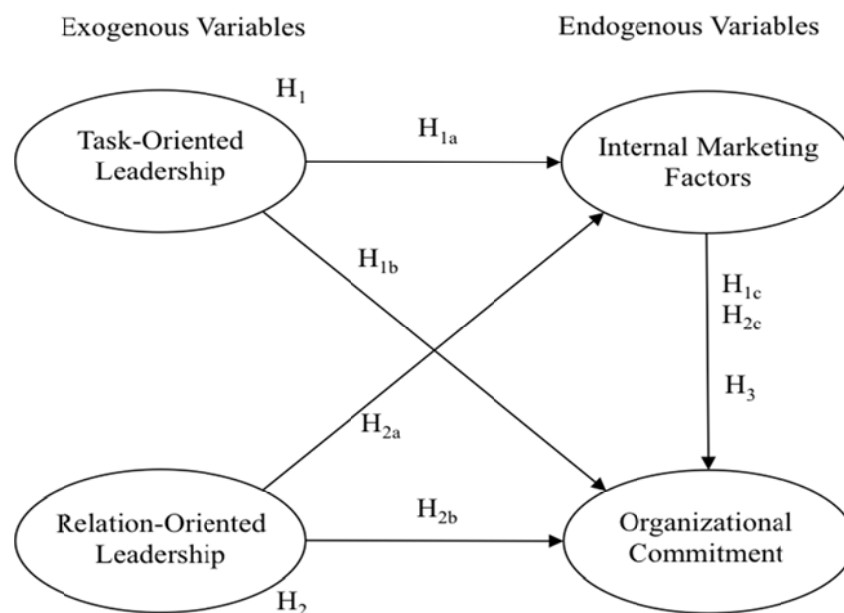 Exogenous Variables
Endogenous Variables
H1
Task-Oriented
Leadership
H1a
Internal Marketing
Factors
H1b
H1c
H2c
H3
H2a
Relation-Oriented
Leadership
H2b
Organizational
Commitment
H2